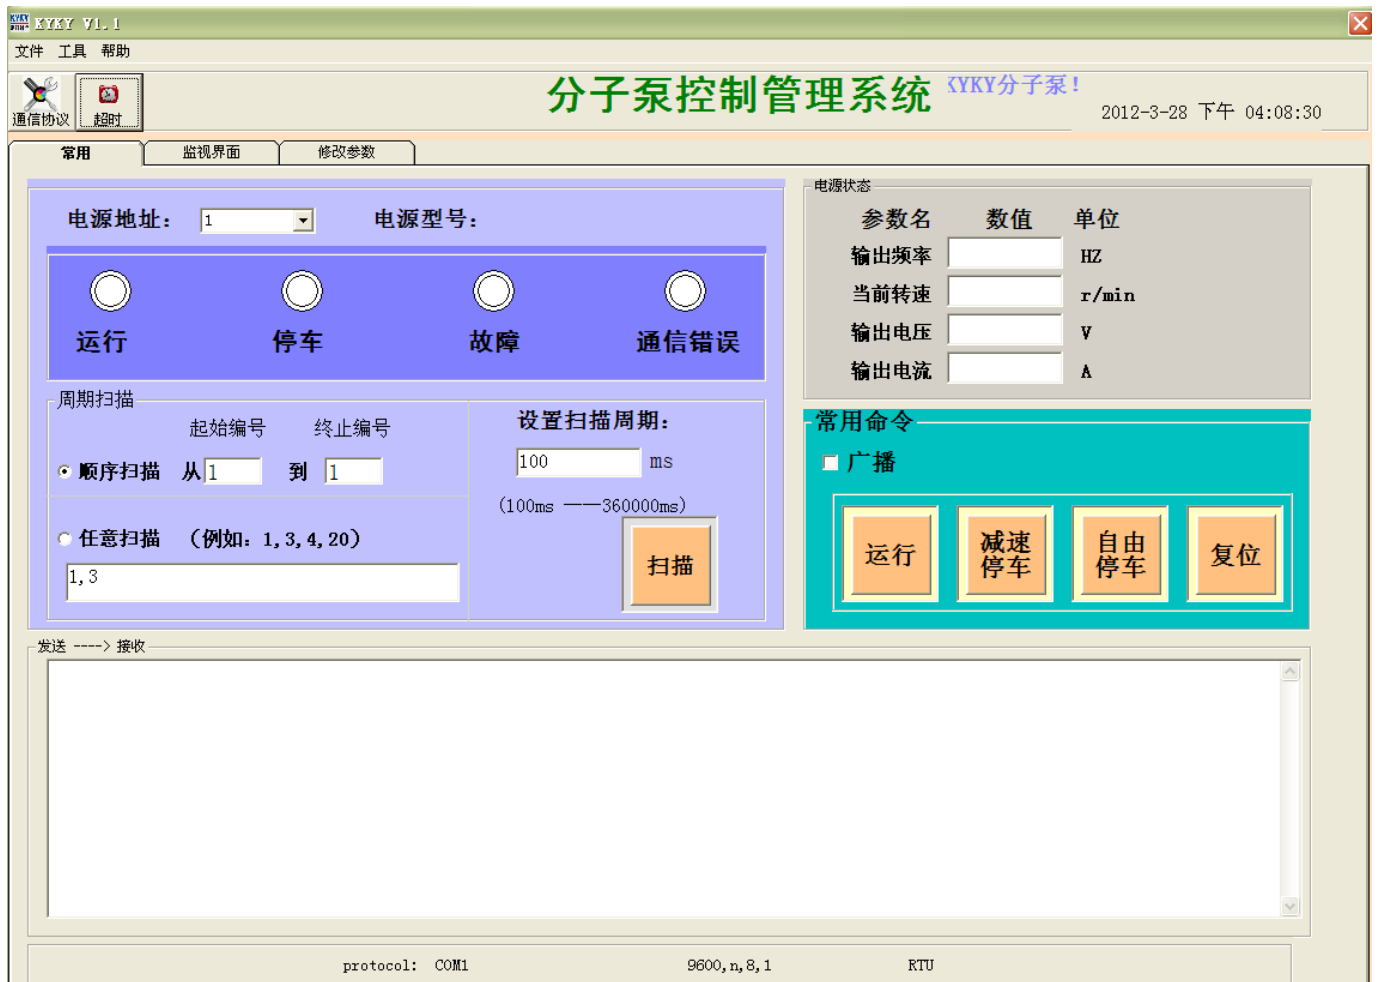 KYKY V1.1
文件 工具 帮助
分子泵控制管理系统 KYKY分子泵!
2012-3-28 下午 04:08:30
通信协议 超时
常用 监视界面 修改参数
电源地址: 1 电源型号:
运行 停车 故障 通信错误
周期扫描
起始编号 终止编号
顺序扫描 从 1 到 1
任意扫描 (例如: 1,3,4,20)
1,3
设置扫描周期:
100 ms
(100ms ——360000ms)
扫描
电源状态
参数名 数值 单位
输出频率 HZ
当前转速 r/min
输出电压 V
输出电流 A
常用命令
广播
运行 减速停车 自由停车 复位
发送 ----> 接收
protocol: COM1 9600,n,8,1 RTU